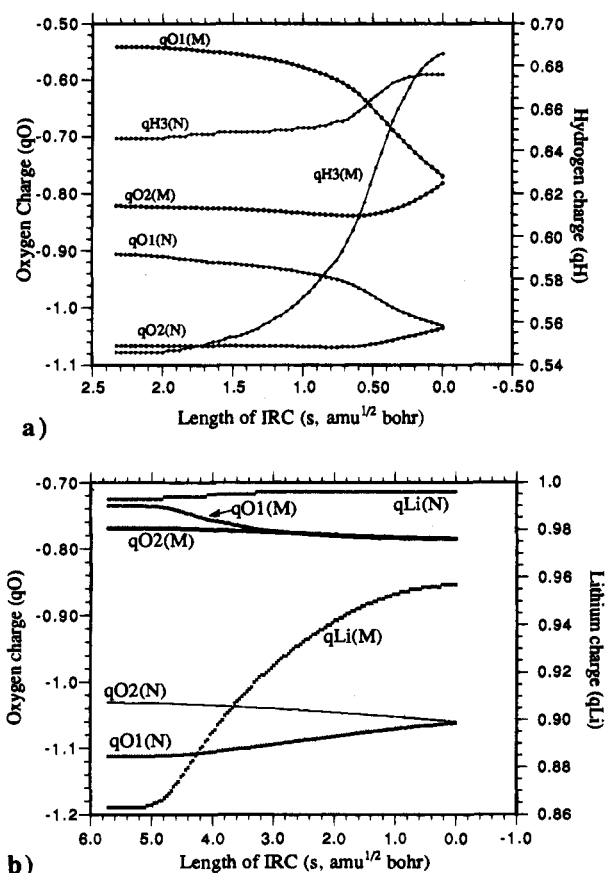 -0.50
-0.60
-0.70
-0.80
-0.90
-1.0
-1.1
Oxygen Charge (qO)
qO1(M)
qH3(N)
qH3(M)
qO2(M)
qO1(N)
qO2(N)
0.70
0.68
0.66
0.64
0.62
0.60
0.58
0.56
0.54
Hydrogen charge (qH)
2.5 2.0 1.5 1.0 0.50 0.0 -0.50
Length of IRC (s, amu1/2 bohr)
a)
-0.70
-0.80
-0.90
-1.0
-1.1
-1.2
Oxygen charge (qO)
qO1(M)
qLi(N)
qO2(M)
qLi(M)
qO2(N)
qO1(N)
1.0
0.98
0.96
0.94
0.92
0.90
0.88
0.86
Lithium charge (qLi)
6.0 5.0 4.0 3.0 2.0 1.0 0.0 -1.0
Length of IRC (s, amu1/2 bohr)
b)